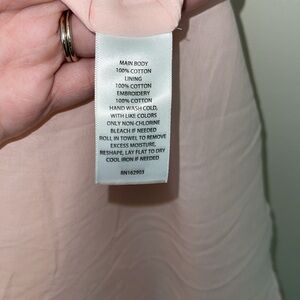 MAIN BODY
100% COTTON
LINING
100% COTTON
EMBROIDERY
100% COTTON
HAND WASH COLD,
WITH LIKE COLORS
ONLY NON-CHLORINE
BLEACH IF NEEDED
ROLL IN TOWEL TO REMOVE
EXCESS MOISTURE,
RESHAPE, LAY FLAT TO DRY
COOL IRON IF NEEDED
RN162903